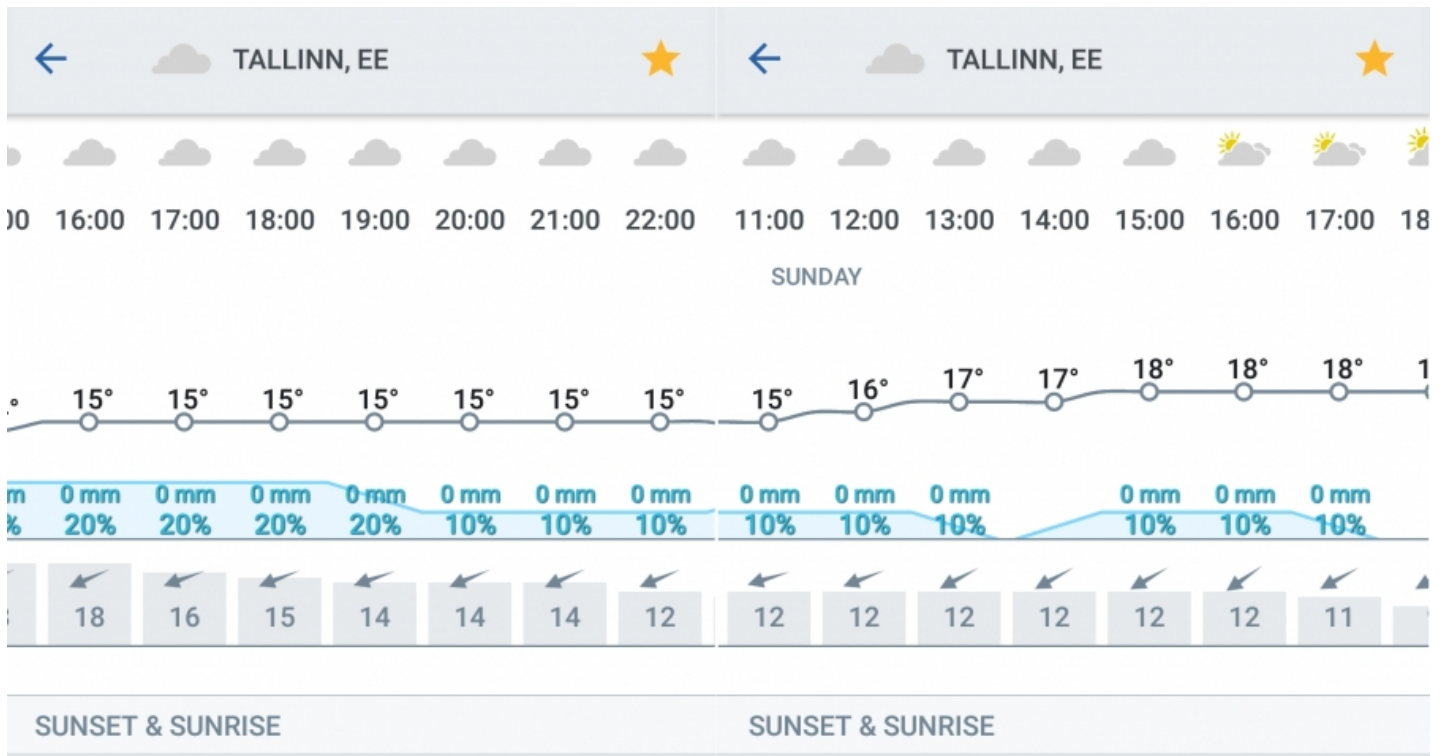 TALLINN, EE
16:00 17:00 18:00 19:00 20:00 21:00 22:00
15° 15° 15° 15° 15° 15° 15°
0 mm 0 mm 0 mm 0 mm 0 mm 0 mm 0 mm
20% 20% 20% 20% 10% 10% 10%
18 16 15 14 14 14 12
SUNSET & SUNRISE
TALLINN, EE
11:00 12:00 13:00 14:00 15:00 16:00 17:00 18
SUNDAY
15° 16° 17° 17° 18° 18° 18°
0 mm 0 mm 0 mm 0 mm 0 mm 0 mm
10% 10% 10% 10% 10% 10%
12 12 12 12 12 12 11
SUNSET & SUNRISE